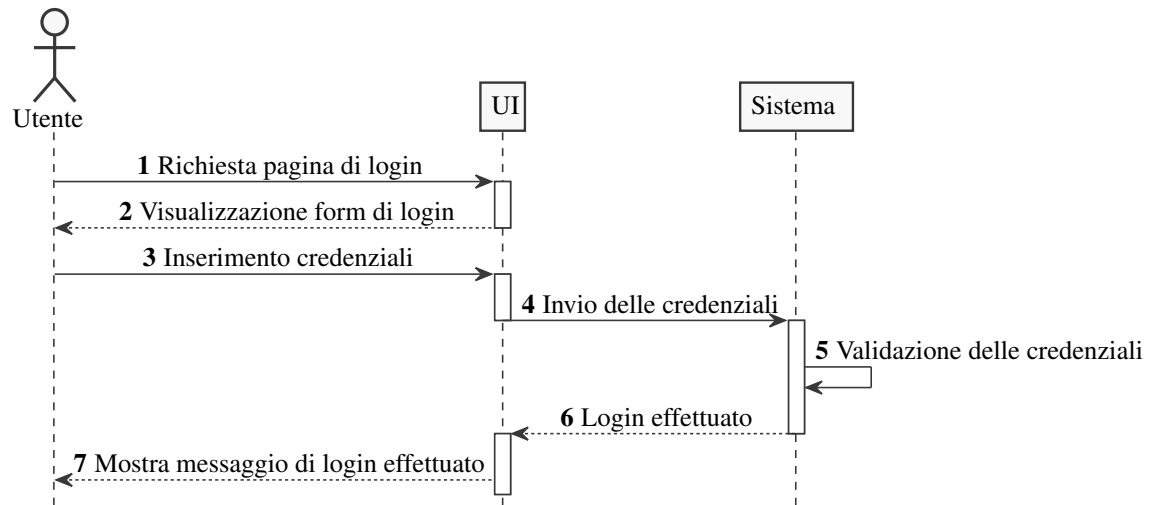 Utente
UI
Sistema
1 Richiesta pagina di login
2 Visualizzazione form di login
3 Inserimento credenziali
4 Invio delle credenziali
5 Validazione delle credenziali
6 Login effettuato
7 Mostra messaggio di login effettuato